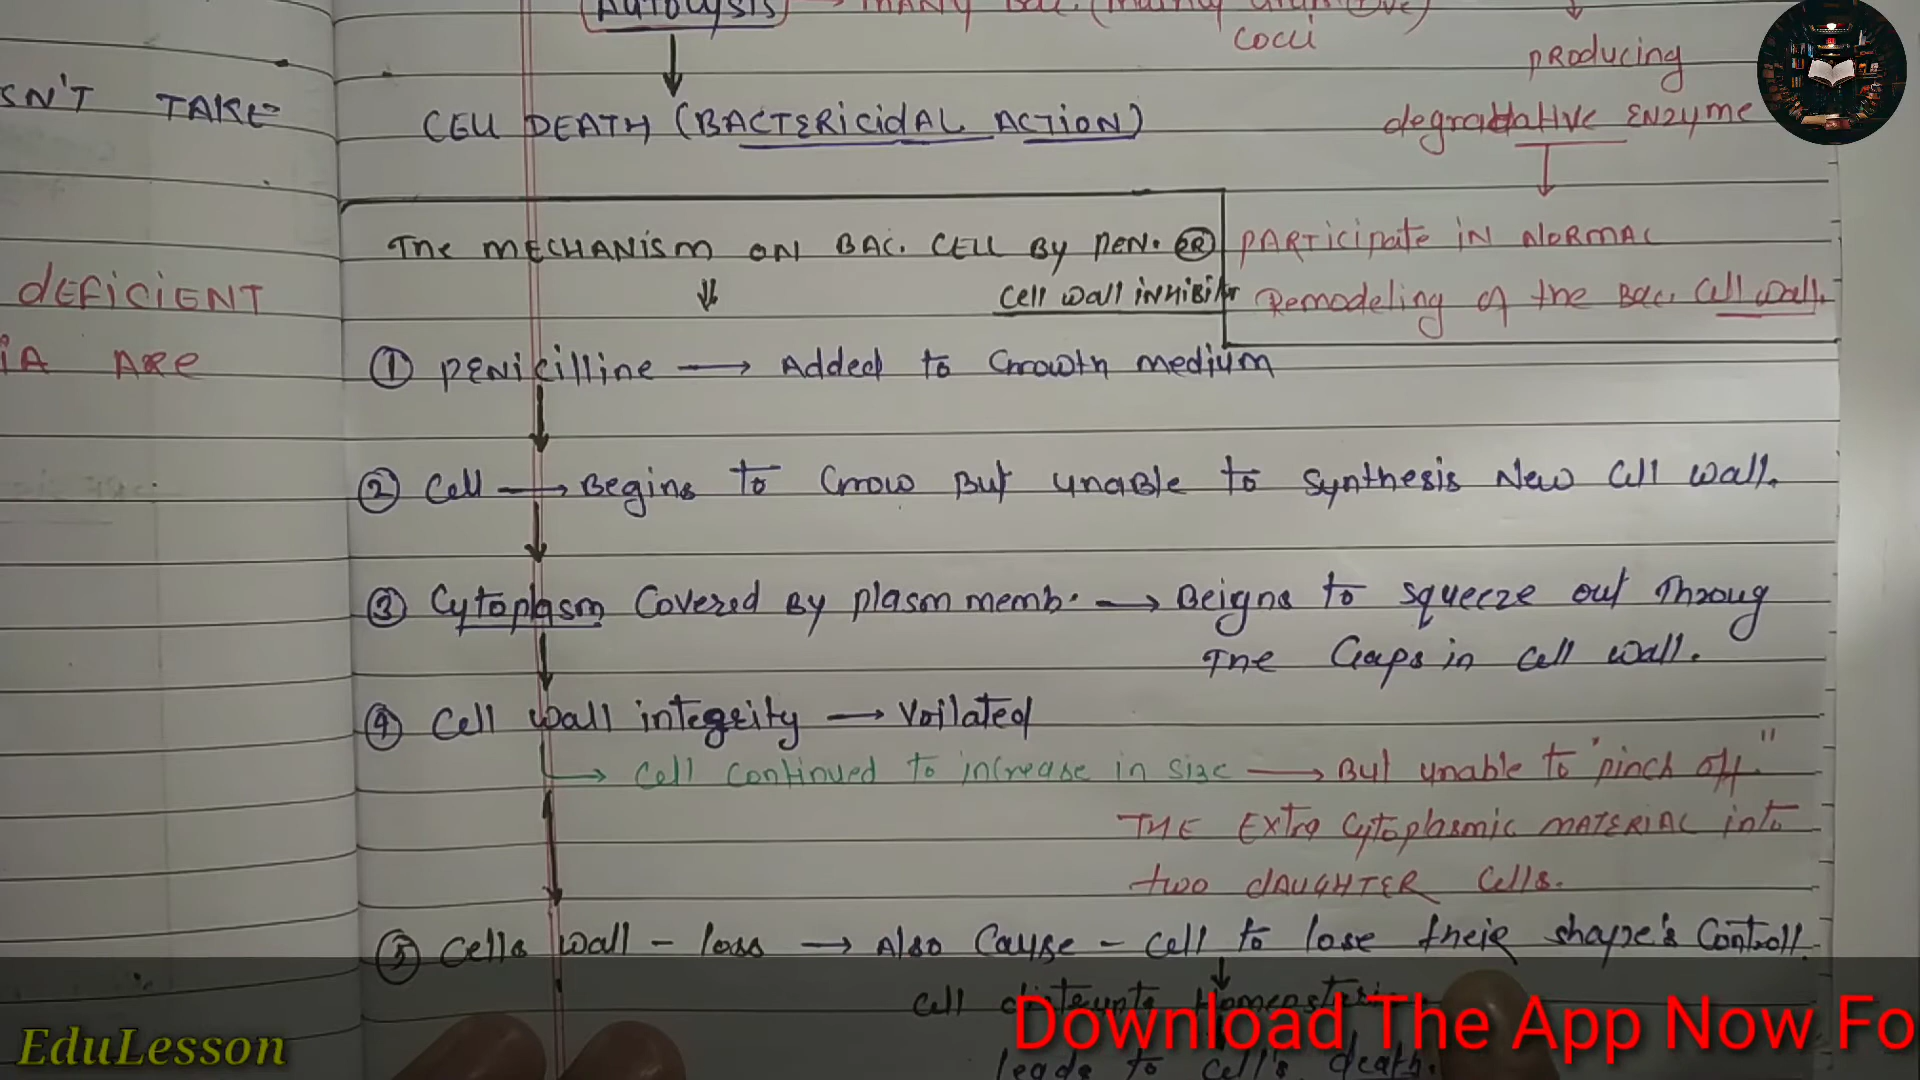 Autolysis → MANY Bac. (mainly Gram +ve)
cocci
producing
SN'T TAKE
CELL DEATH (BACTERICIDAL ACTION)
degradative Enzyme
The MECHANISM ON BAC. CELL By PEN. OR
Cell wall inhibitor
PARTicipate in NORMAL
Remodeling of the Bac. Cell wall.
dEFiCiENT
iA ARE
① penicilline → Added to Growth medium
② Cell → Begins to Grow But unable to synthesis New Cell wall.
③ Cytoplasm Covered By plasm memb. → Beigns to squeeze out Throug
The Gaps in cell wall.
④ Cell wall integrity → Voilated
→ Cell continued to increase in size → But unable to "pinch off"
THE Extra Cytoplasmic MATERIAL into
two dAUGHTER Cells.
⑤ Cells wall - loss → Also Cause - cell to lose their shape's Controll.
Cell
leads to cell's death.
EduLesson
Download The App Now Fo